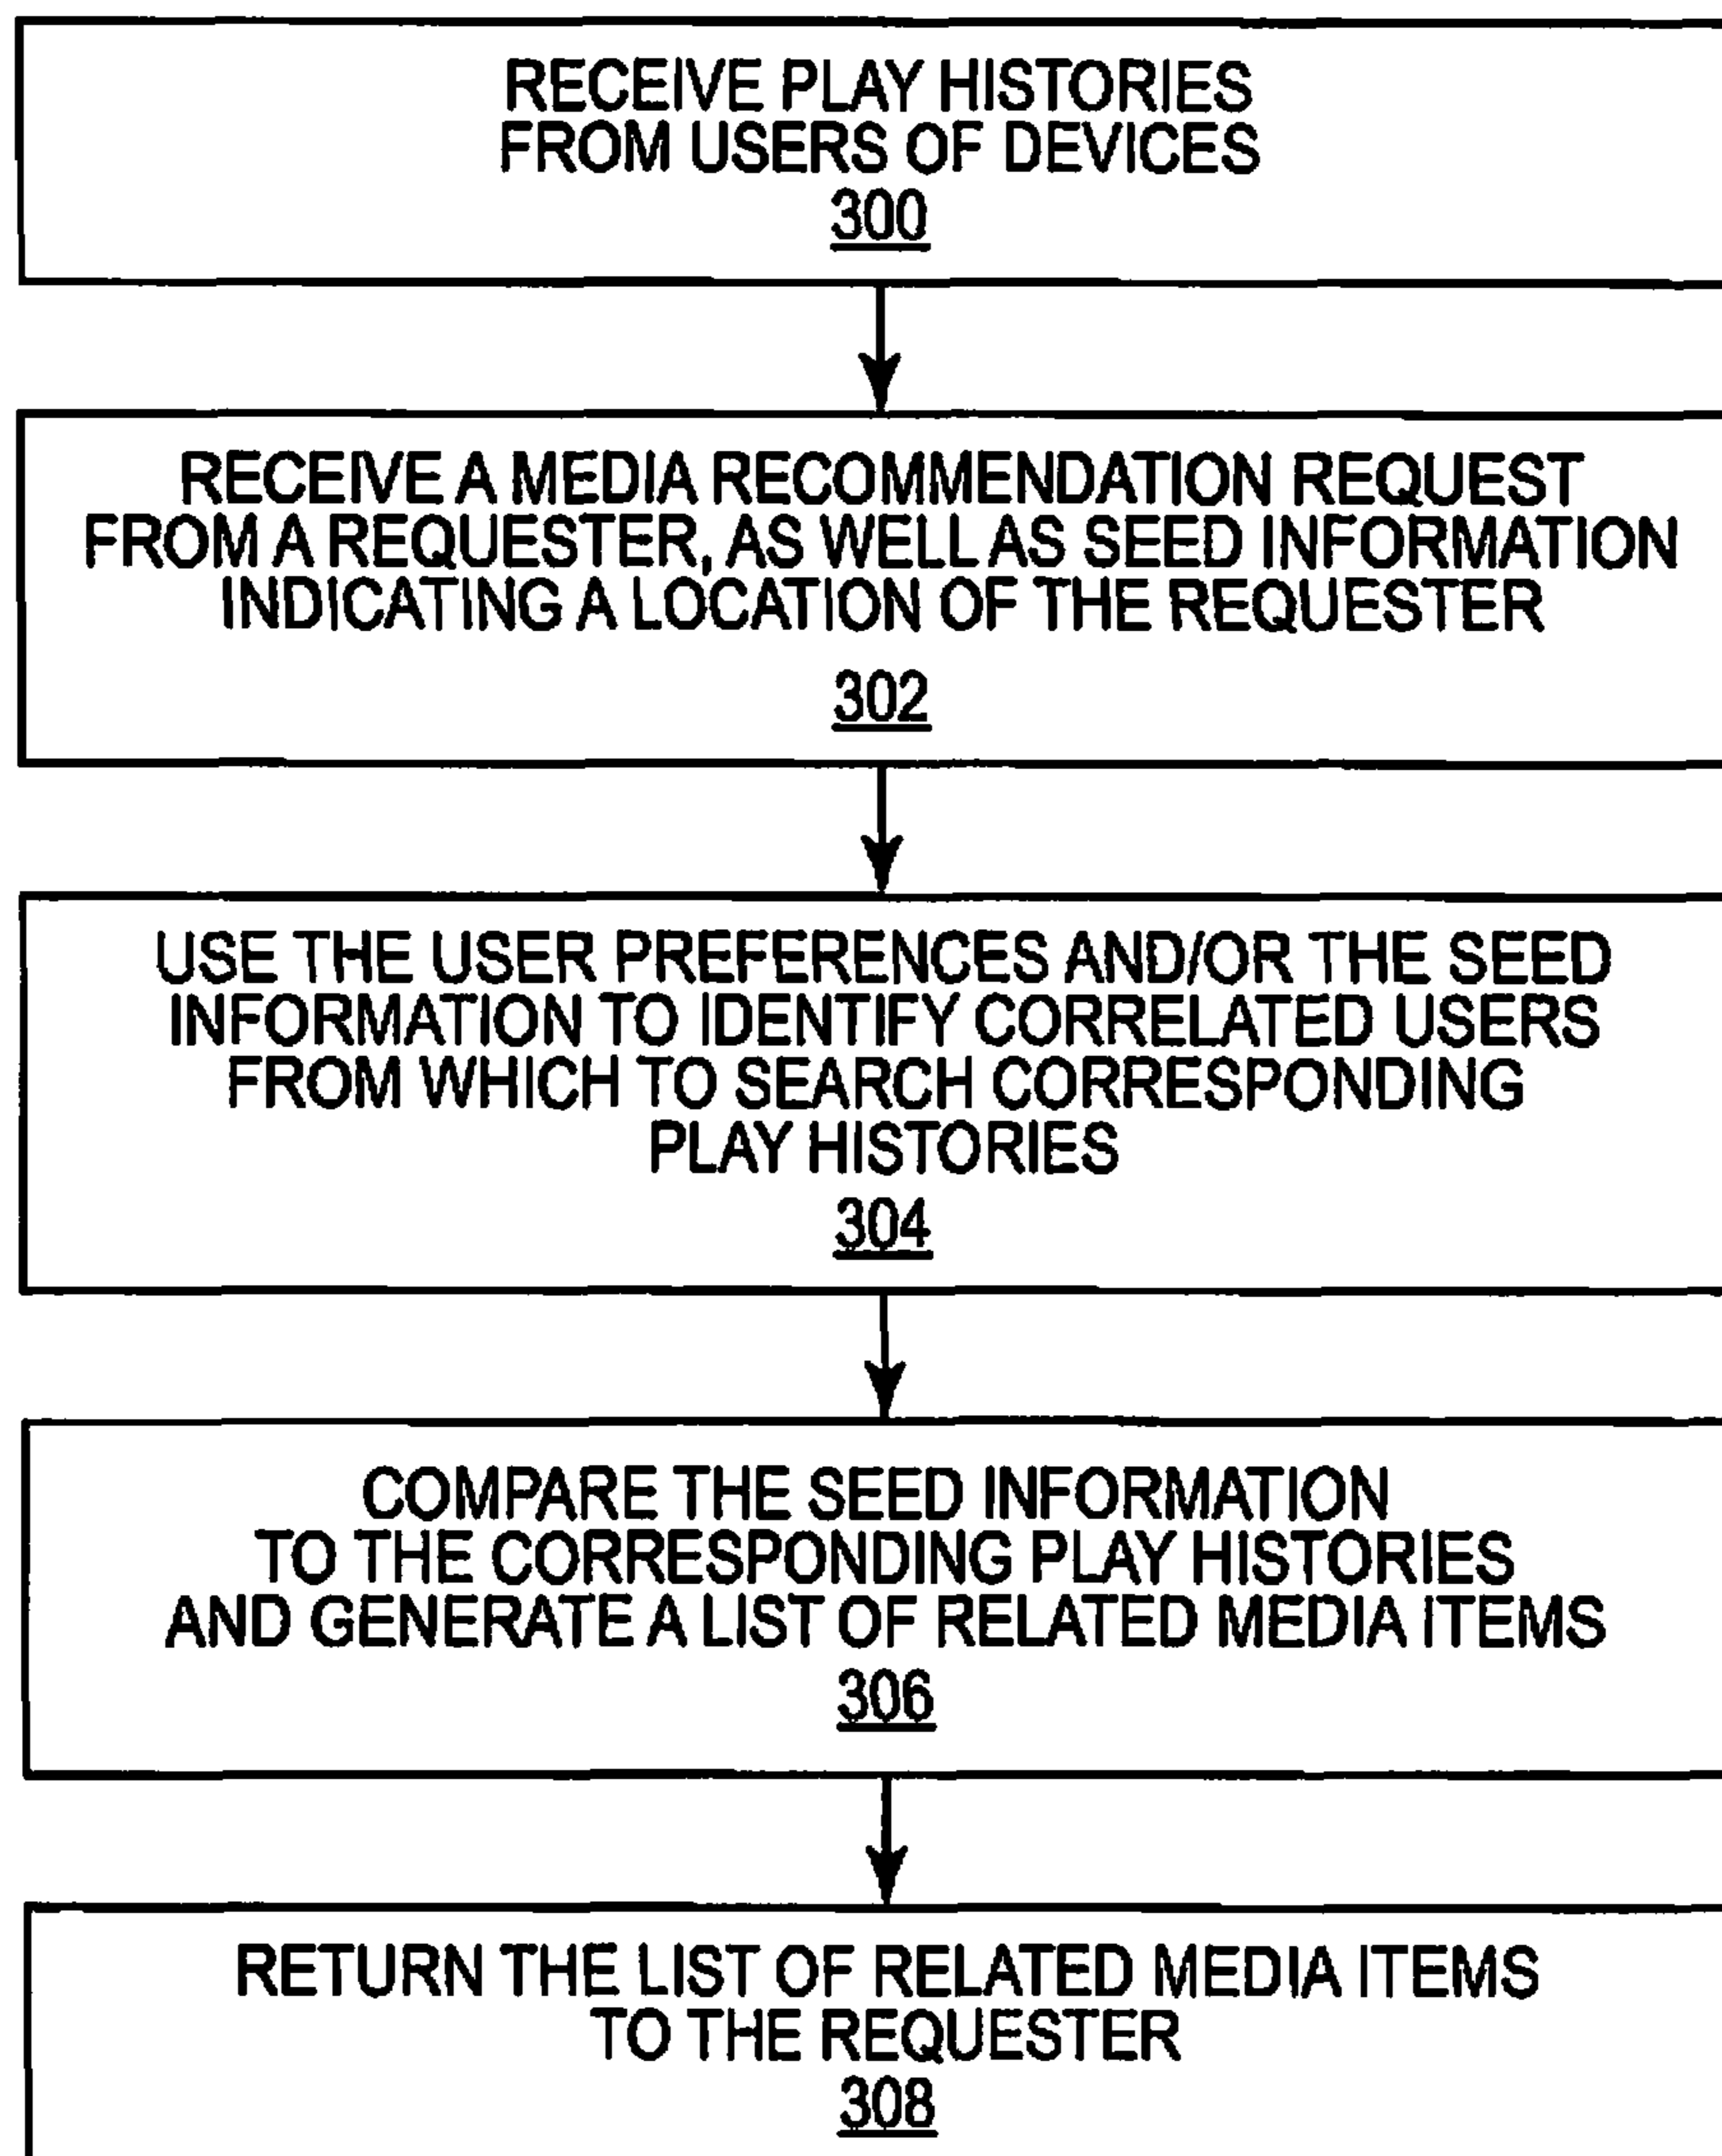 RECEIVE PLAY HISTORIES
FROM USERS OF DEVICES
300
RECEIVE A MEDIA RECOMMENDATION REQUEST
FROM A REQUESTER, AS WELL AS SEED INFORMATION
INDICATING A LOCATION OF THE REQUESTER
302
USE THE USER PREFERENCES AND/OR THE SEED
INFORMATION TO IDENTIFY CORRELATED USERS
FROM WHICH TO SEARCH CORRESPONDING
PLAY HISTORIES
304
COMPARE THE SEED INFORMATION
TO THE CORRESPONDING PLAY HISTORIES
AND GENERATE A LIST OF RELATED MEDIA ITEMS
306
RETURN THE LIST OF RELATED MEDIA ITEMS
TO THE REQUESTER
308